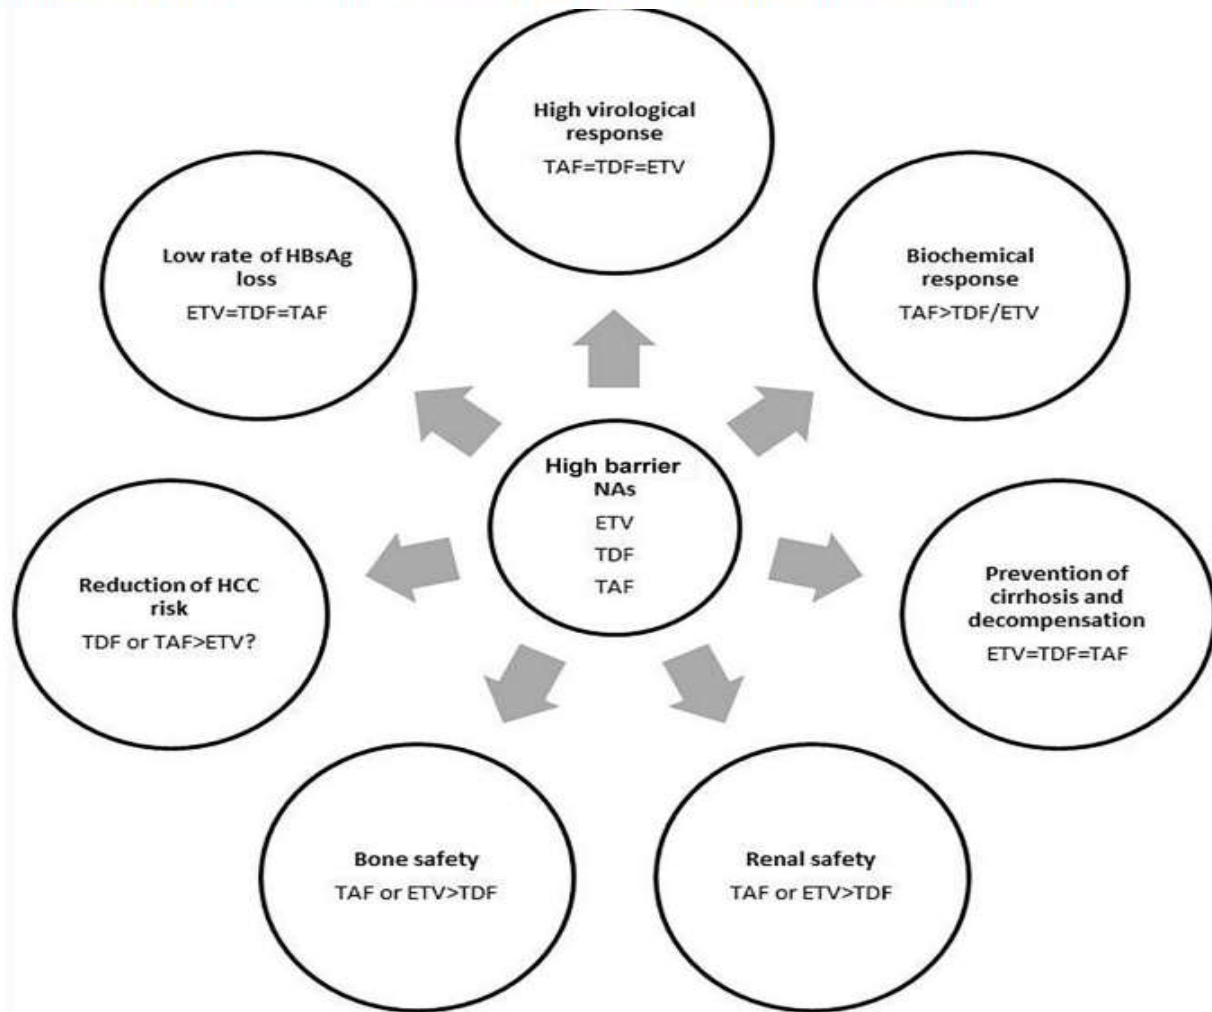 High virological
response
TAF=TDF=ETV
Low rate of HBsAg
loss
ETV=TDF=TAF
Biochemical
response
TAF>TDF/ETV
High barrier
NAs
ETV
TDF
TAF
Reduction of HCC
risk
TDF or TAF>ETV?
Prevention of
cirrhosis and
decompensation
ETV=TDF=TAF
Bone safety
TAF or ETV>TDF
Renal safety
TAF or ETV>TDF